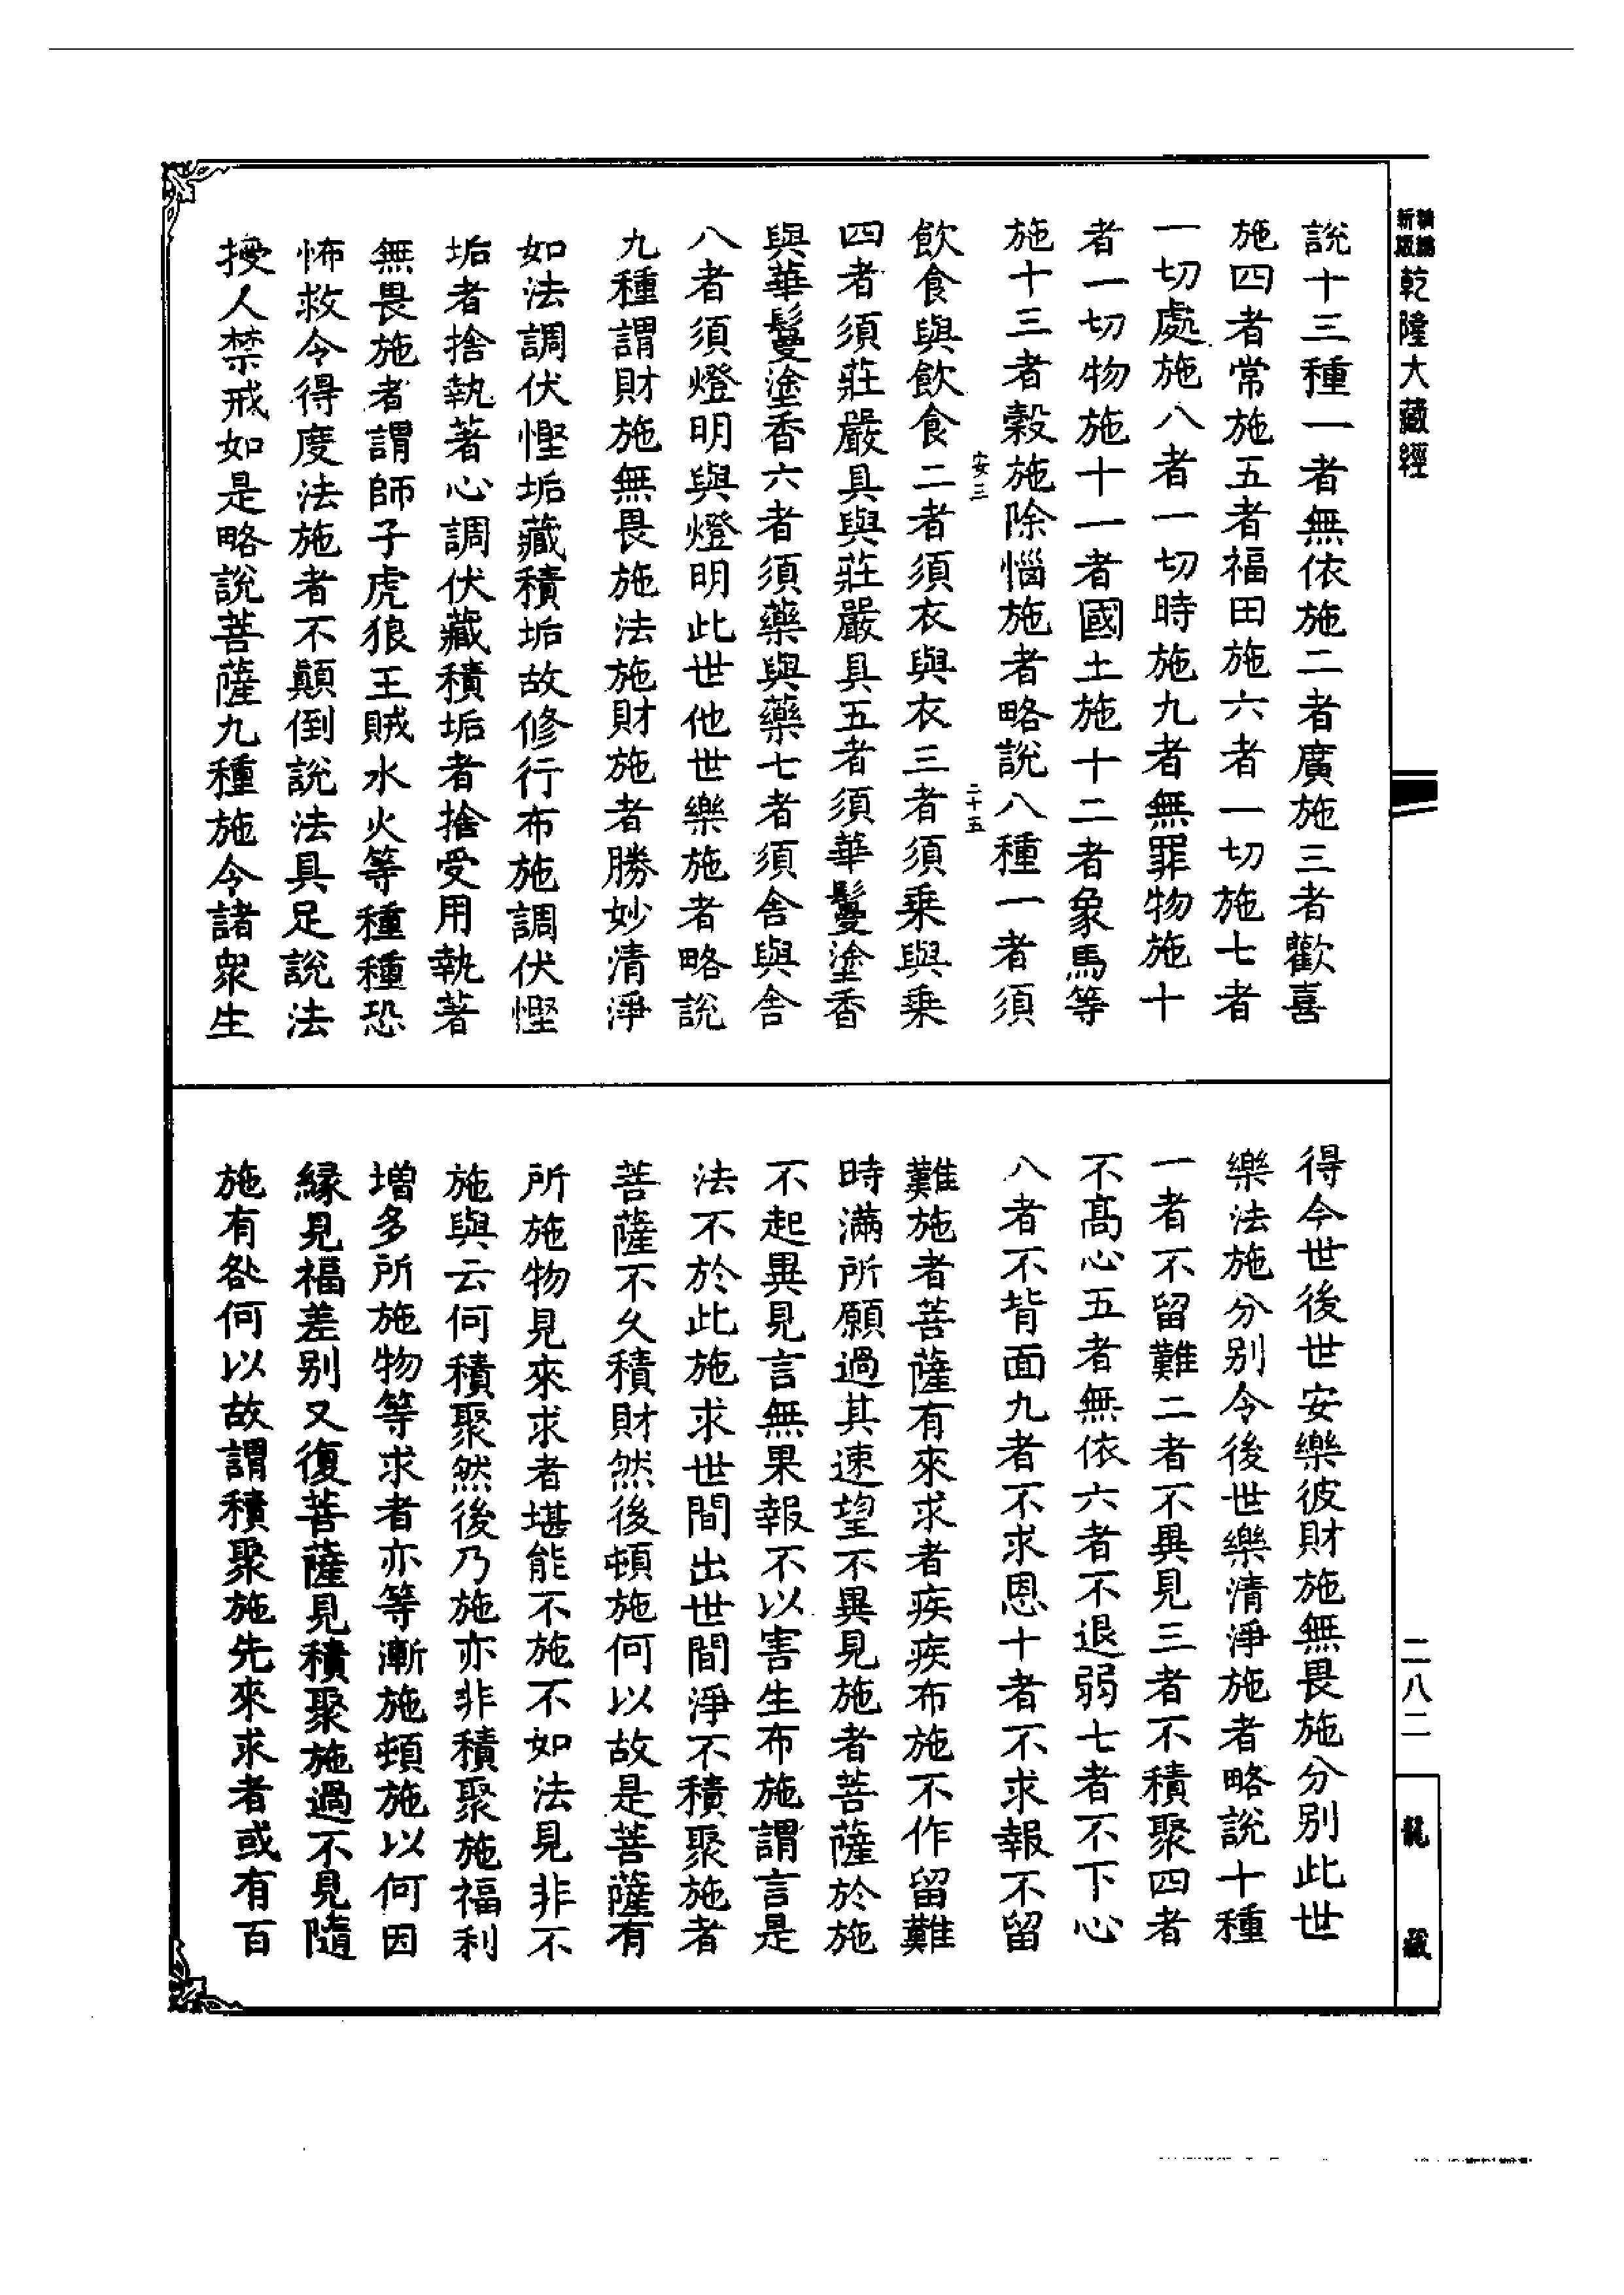 新編
新版
乾隆大藏經
說十三種一者無依施二者廣施三者歡喜
施四者常施五者福田施六者一切施七者
一切處施八者一切時施九者無罪物施十
者一切物施十一者國土施十二者象馬等
施十三者穀施除惱施者略說八種一者須
安三
二十五
飲食與飲食二者須衣與衣三者須乘與乘
四者須莊嚴具與莊嚴具五者須華鬘塗香
與華鬘塗香六者須藥與藥七者須舍與舍
八者須燈明與燈明此世他世樂施者略說
九種謂財施無畏施法施財施者勝妙清淨
如法調伏慳垢藏積垢故修行布施調伏慳
垢者捨執著心調伏藏積垢者捨受用執著
無畏施者謂師子虎狼王賊水火等種種恐
怖救令得度法施者不顛倒說法具足說法
授人禁戒如是略說菩薩九種施令諸衆生
得今世後世安樂彼財施無畏施分別此世
樂法施分別令後世樂清淨施者略說十種
一者不留難二者不異見三者不積聚四者
不高心五者無依六者不退弱七者不下心
八者不背面九者不求恩十者不求報不留
難施者菩薩有來求者疾疾布施不作留難
時滿所願過其速望不異見施者菩薩於施
不起異見言無果報不以害生布施謂言是
法不於此施求世間出世間淨不積聚施者
菩薩不久積財然後頓施何以故是菩薩有
所施物見來求者堪能不施不如法見非不
施與云何積聚然後乃施亦非積聚施福利
增多所施物等求者亦等漸施頓施以何因
緣見福差別又復菩薩見積聚施過不見隨
施有咎何以故謂積聚施先來求者或有百
二八二
龍藏